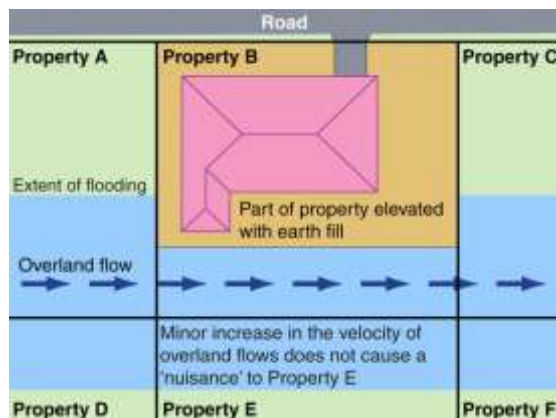 Road
Property A
Property B
Property C
Extent of flooding
Part of property elevated
with earth fill
Overland flow
Minor increase in the velocity of
overland flows does not cause a
‘nuisance’ to Property E
Property D
Property E
Property F